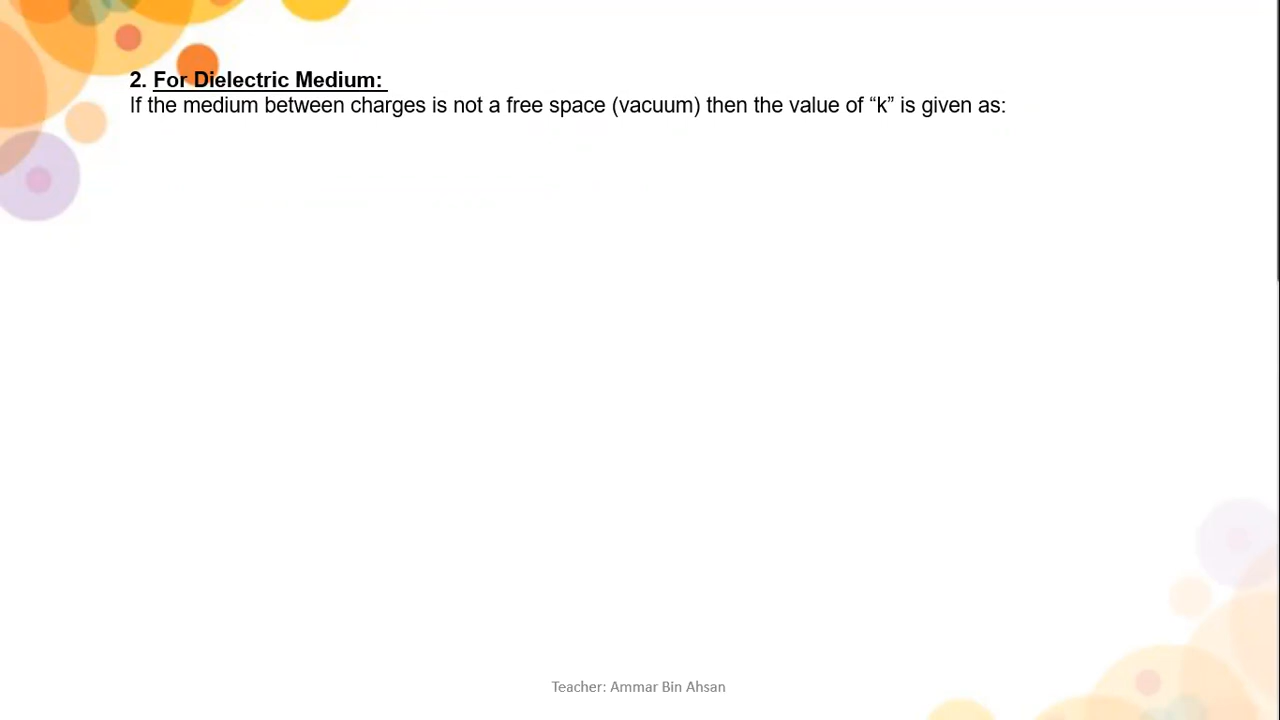 2. For Dielectric Medium:
If the medium between charges is not a free space (vacuum) then the value of “k” is given as:
Teacher: Ammar Bin Ahsan